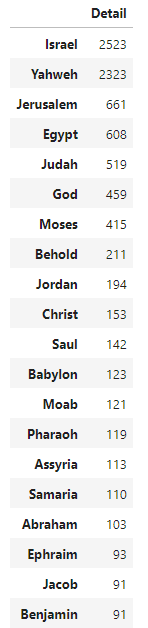 Detail
Israel 2523
Yahweh 2323
Jerusalem 661
Egypt 608
Judah 519
God 459
Moses 415
Behold 211
Jordan 194
Christ 153
Saul 142
Babylon 123
Moab 121
Pharaoh 119
Assyria 113
Samaria 110
Abraham 103
Ephraim 93
Jacob 91
Benjamin 91